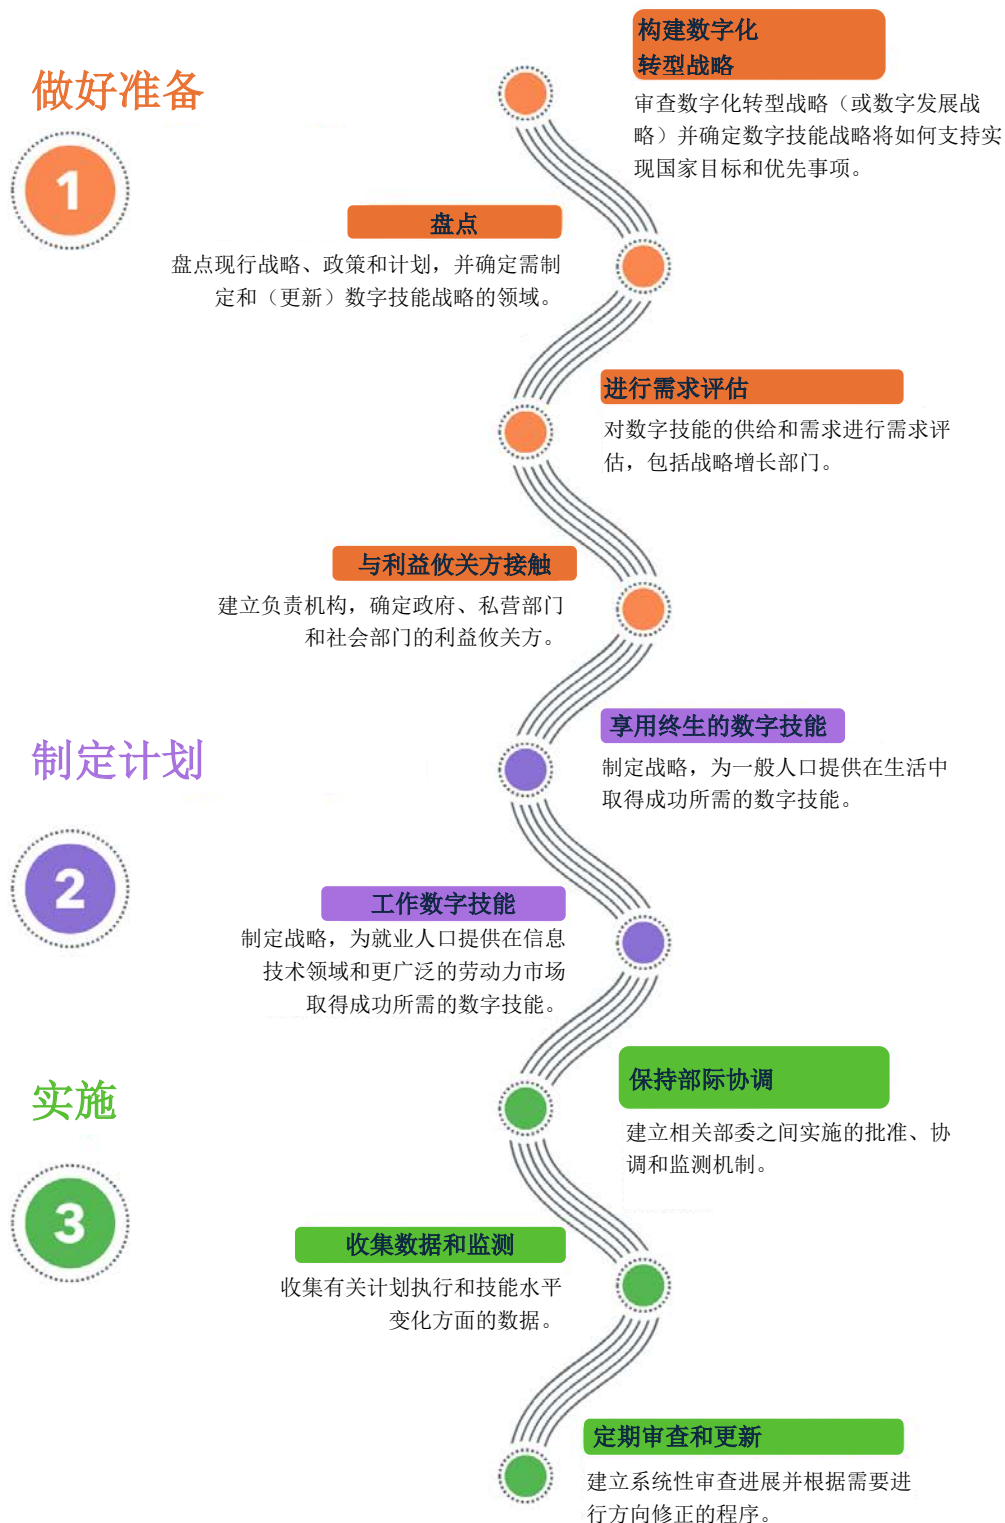 做好准备
1
构建数字化
转型战略
审查数字化转型战略（或数字发展战
略）并确定数字技能战略将如何支持实
现国家目标和优先事项。
盘点
盘点现行战略、政策和计划，并确定需制
定和（更新）数字技能战略的领域。
进行需求评估
对数字技能的供给和需求进行需求评
估，包括战略增长部门。
与利益攸关方接触
建立负责机构，确定政府、私营部门
和社会部门的利益攸关方。
制定计划
2
享用终生的数字技能
制定战略，为一般人口提供在生活中
取得成功所需的数字技能。
工作数字技能
制定战略，为就业人口提供在信息
技术领域和更广泛的劳动力市场
取得成功所需的数字技能。
实施
3
保持部际协调
建立相关部委之间实施的批准、协
调和监测机制。
收集数据和监测
收集有关计划执行和技能水平
变化方面的数据。
定期审查和更新
建立系统性审查进展并根据需要进
行方向修正的程序。